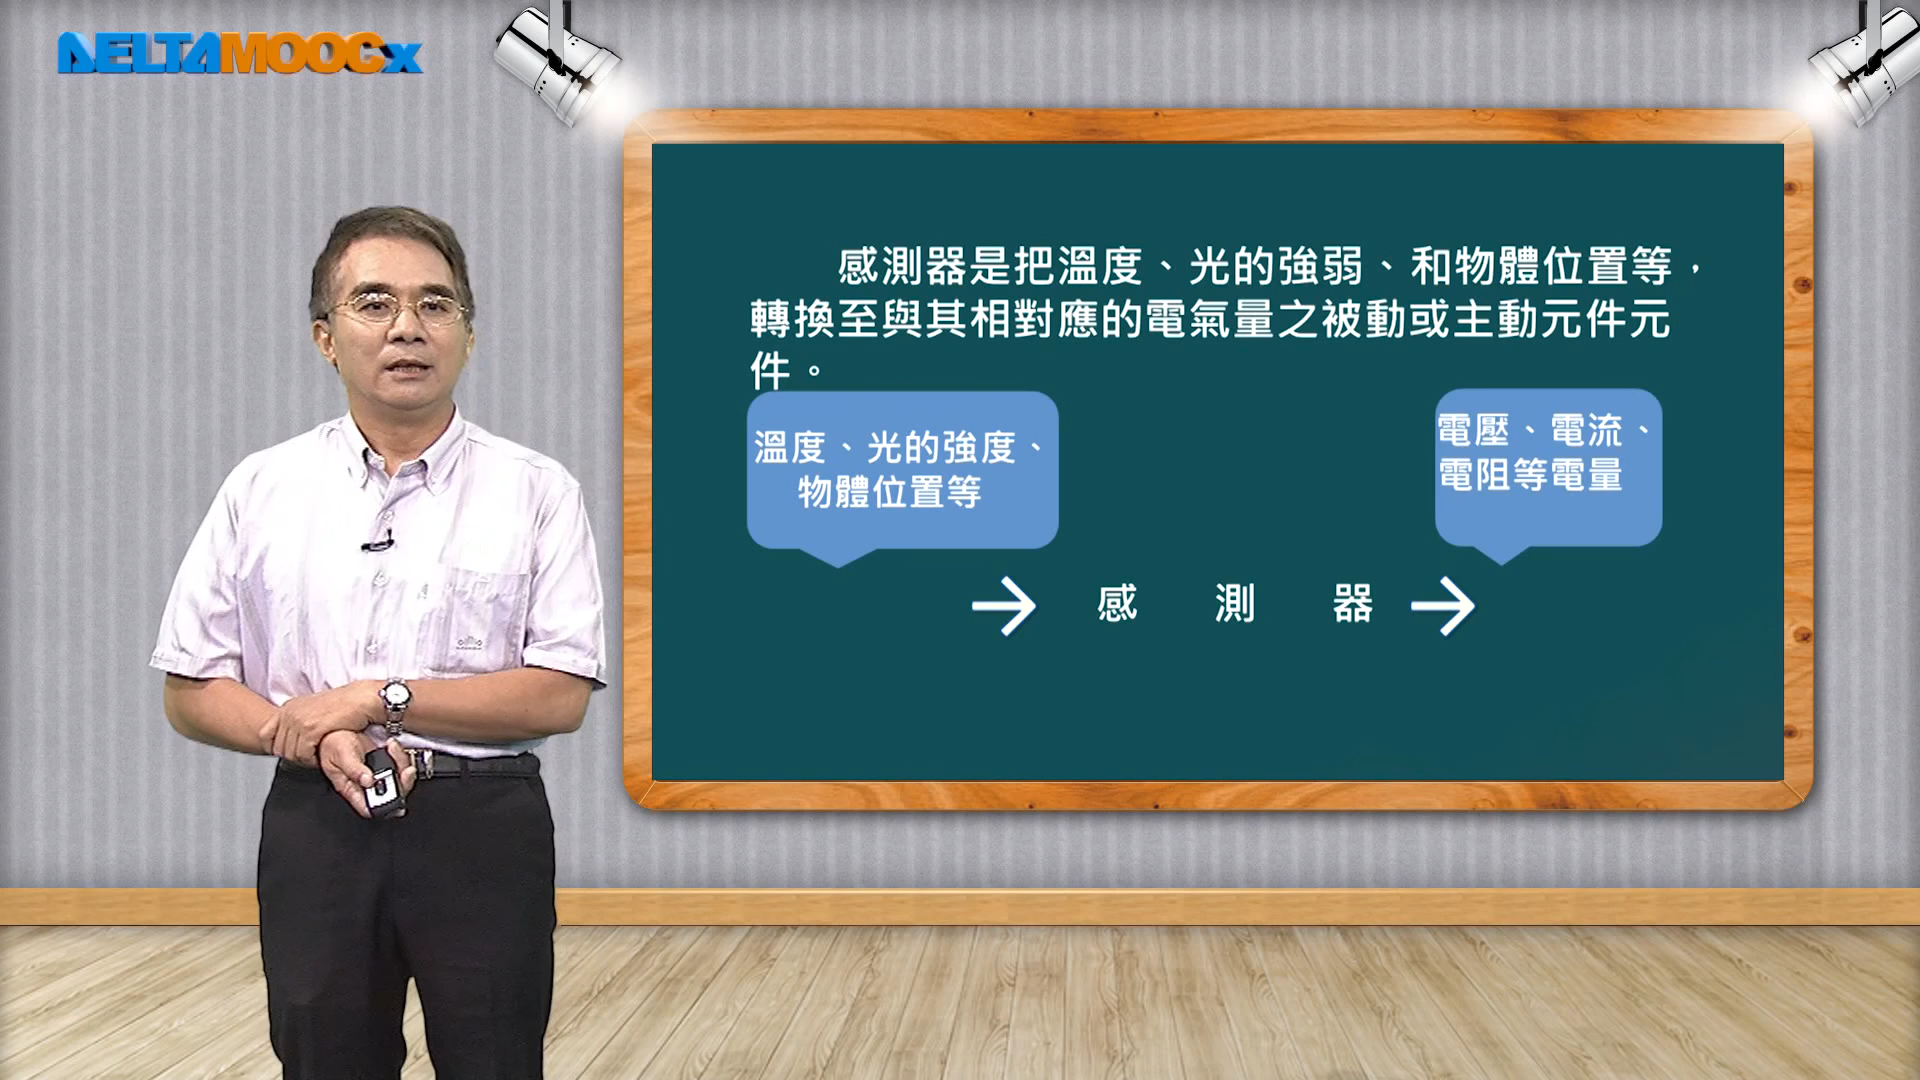 DELTAMOOCx
感測器是把溫度、光的強弱、和物體位置等，
轉換至與其相對應的電氣量之被動或主動元件元
件。
溫度、光的強度、
物體位置等
電壓、電流、
電阻等電量
→ 感 測 器 →